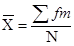 X̅ = ∑ fm / N